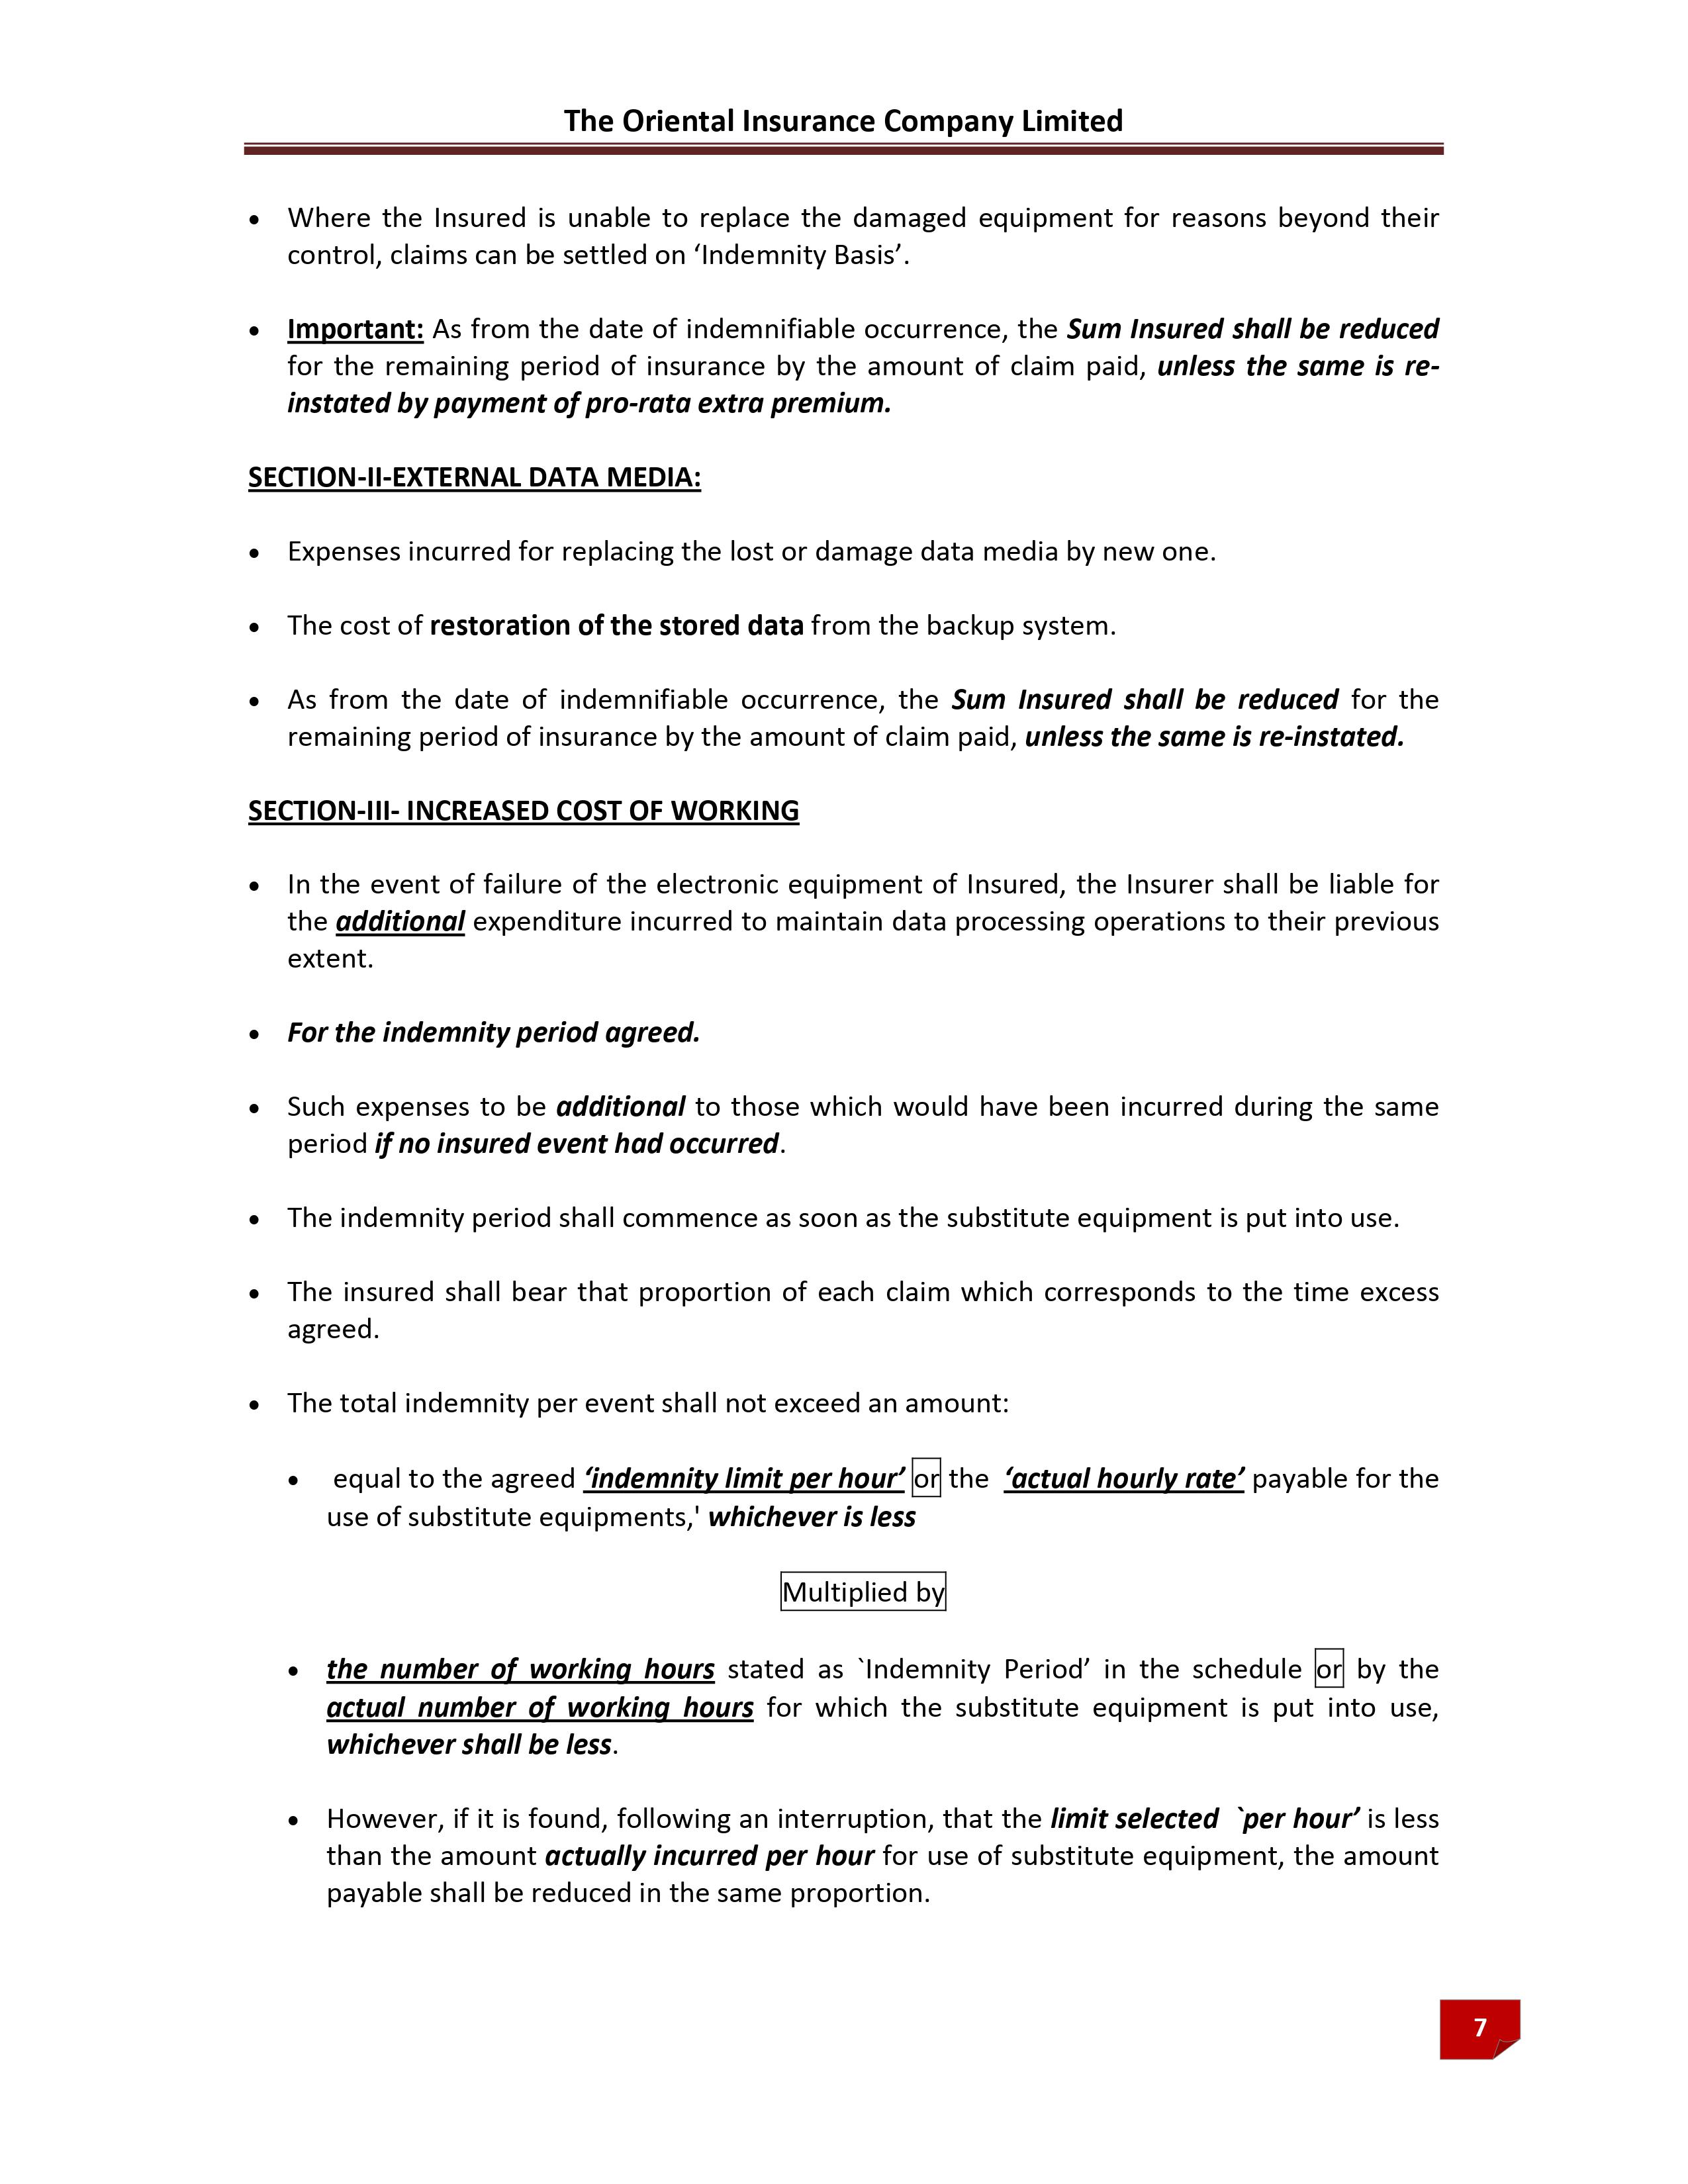 The Oriental Insurance Company Limited
• Where the Insured is unable to replace the damaged equipment for reasons beyond their
control, claims can be settled on ‘Indemnity Basis’.
• Important: As from the date of indemnifiable occurrence, the Sum Insured shall be reduced
for the remaining period of insurance by the amount of claim paid, unless the same is re-
instated by payment of pro-rata extra premium.
SECTION-II-EXTERNAL DATA MEDIA:
• Expenses incurred for replacing the lost or damage data media by new one.
• The cost of restoration of the stored data from the backup system.
• As from the date of indemnifiable occurrence, the Sum Insured shall be reduced for the
remaining period of insurance by the amount of claim paid, unless the same is re-instated.
SECTION-III- INCREASED COST OF WORKING
• In the event of failure of the electronic equipment of Insured, the Insurer shall be liable for
the additional expenditure incurred to maintain data processing operations to their previous
extent.
• For the indemnity period agreed.
• Such expenses to be additional to those which would have been incurred during the same
period if no insured event had occurred.
• The indemnity period shall commence as soon as the substitute equipment is put into use.
• The insured shall bear that proportion of each claim which corresponds to the time excess
agreed.
• The total indemnity per event shall not exceed an amount:
• equal to the agreed ‘indemnity limit per hour’ or the ‘actual hourly rate’ payable for the
use of substitute equipments,' whichever is less
Multiplied by
• the number of working hours stated as `Indemnity Period’ in the schedule or by the
actual number of working hours for which the substitute equipment is put into use,
whichever shall be less.
• However, if it is found, following an interruption, that the limit selected `per hour’ is less
than the amount actually incurred per hour for use of substitute equipment, the amount
payable shall be reduced in the same proportion.
7